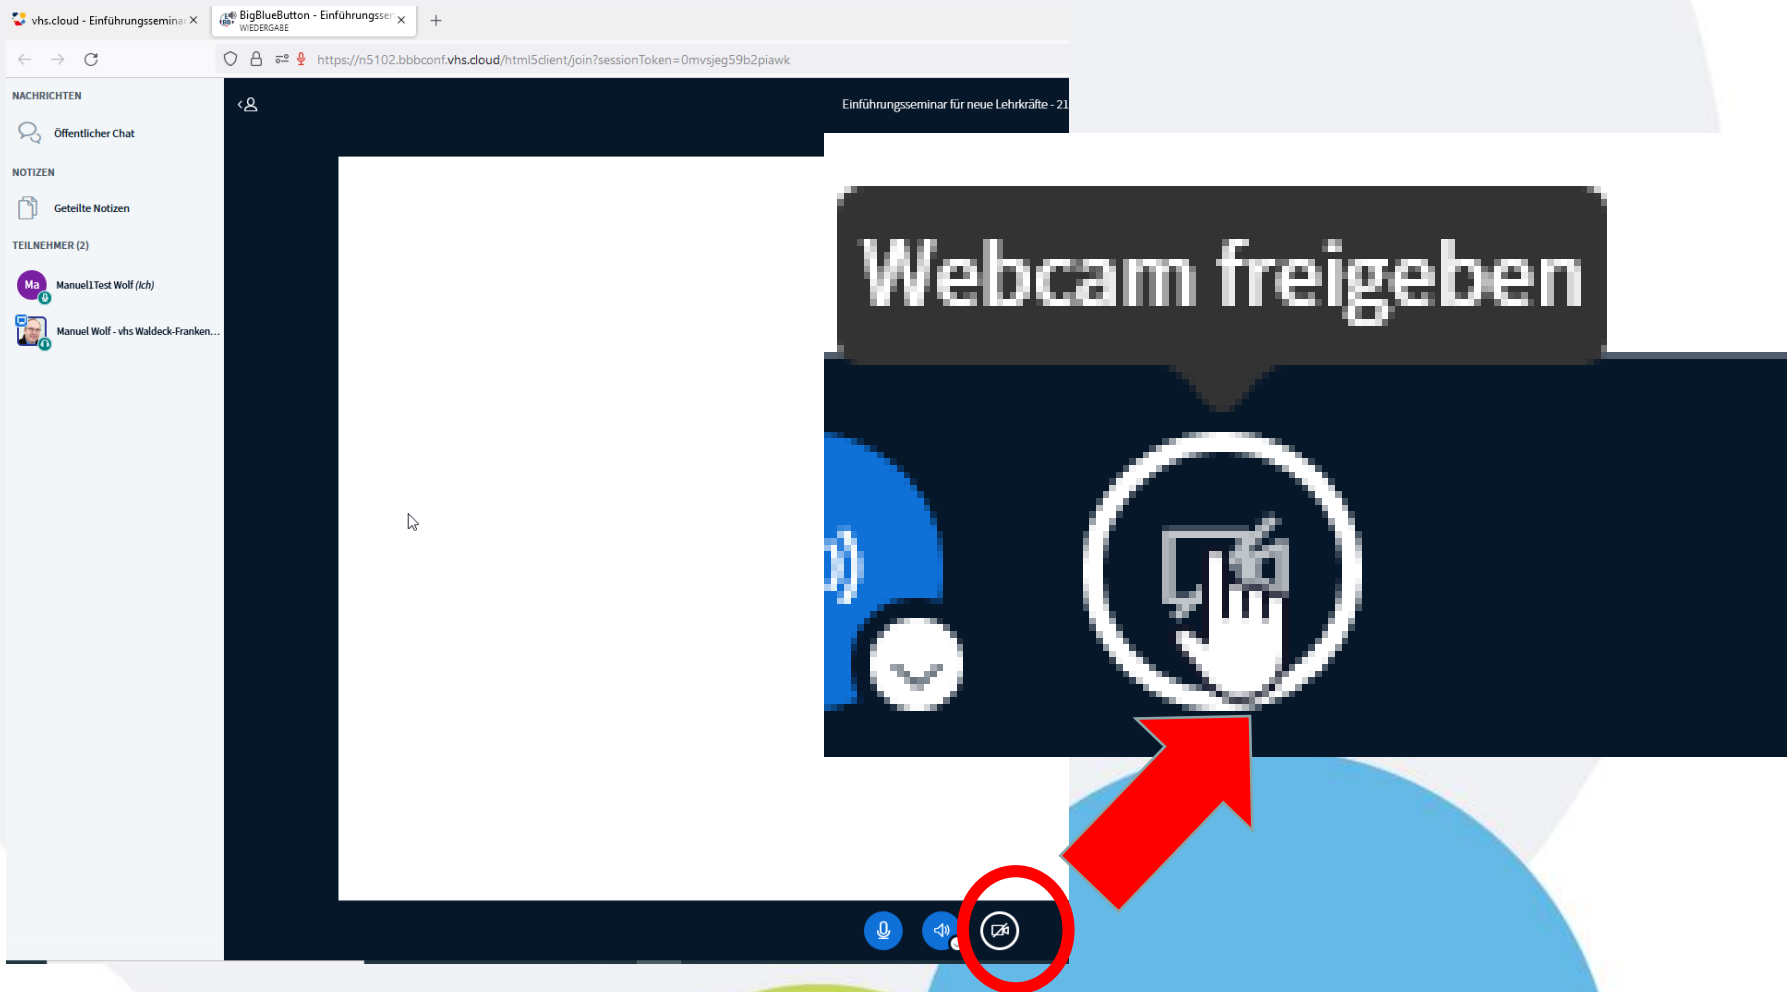 vhs.cloud - Einführungsseminar
BigBlueButton - Einführungssem
WIEDERGABE
https://n5102.bbbconf.vhs.cloud/html5client/join?sessionToken=0mvsjeg59b2piawk
NACHRICHTEN
Öffentlicher Chat
NOTIZEN
Geteilte Notizen
TEILNEHMER (2)
Ma
Manuel1Test Wolf (Ich)
Manuel Wolf - vhs Waldeck-Franken...
Einführungsseminar für neue Lehrkräfte - 21
Webcam freigeben